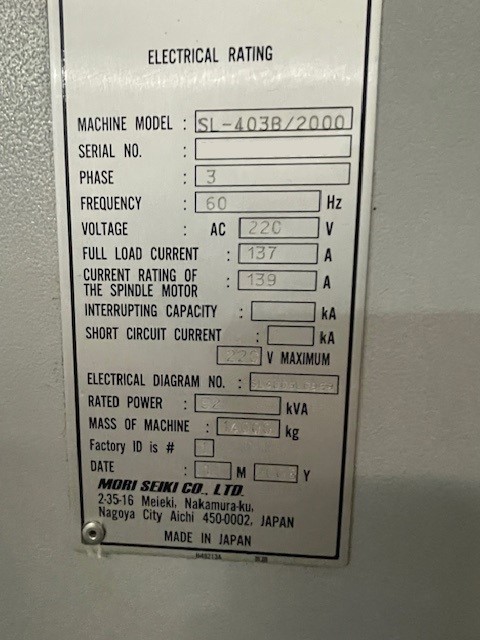 ELECTRICAL RATING
MACHINE MODEL : SL-403B/2000
SERIAL NO. :
PHASE : 3
FREQUENCY : 60 Hz
VOLTAGE : AC 220 V
FULL LOAD CURRENT : 137 A
CURRENT RATING OF
THE SPINDLE MOTOR : 139 A
INTERRUPTING CAPACITY : kA
SHORT CIRCUIT CURRENT : kA
220 V MAXIMUM
ELECTRICAL DIAGRAM NO. :
RATED POWER : 52 kVA
MASS OF MACHINE : kg
Factory ID is #
DATE : M Y
MORI SEIKI CO., LTD.
2-35-16 Meieki, Nakamura-ku,
Nagoya City Aichi 450-0002, JAPAN
MADE IN JAPAN